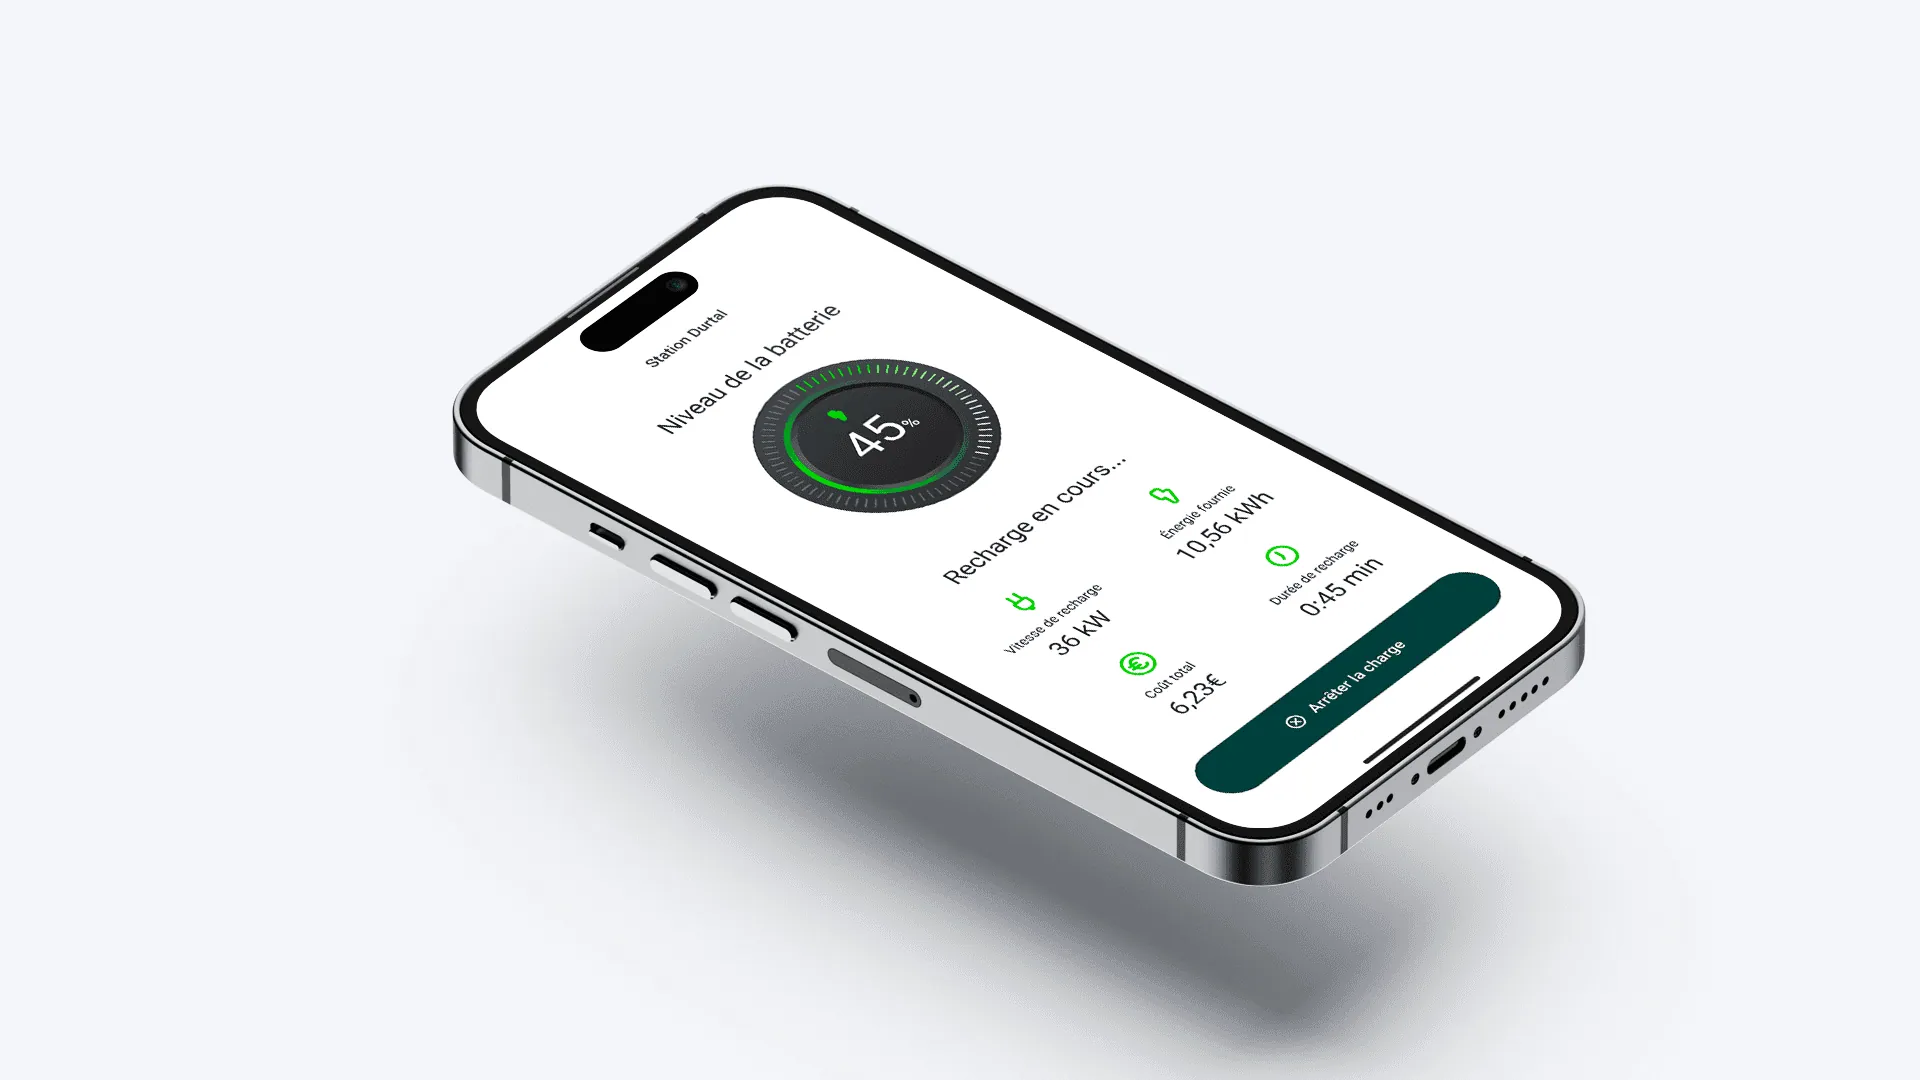 Station Durtal
Niveau de la batterie
45%
Recharge en cours...
Vitesse de recharge
36 kW
Énergie fournie
10,56 kWh
Coût total
6,23€
Durée de recharge
0:45 min
Arrêter la charge